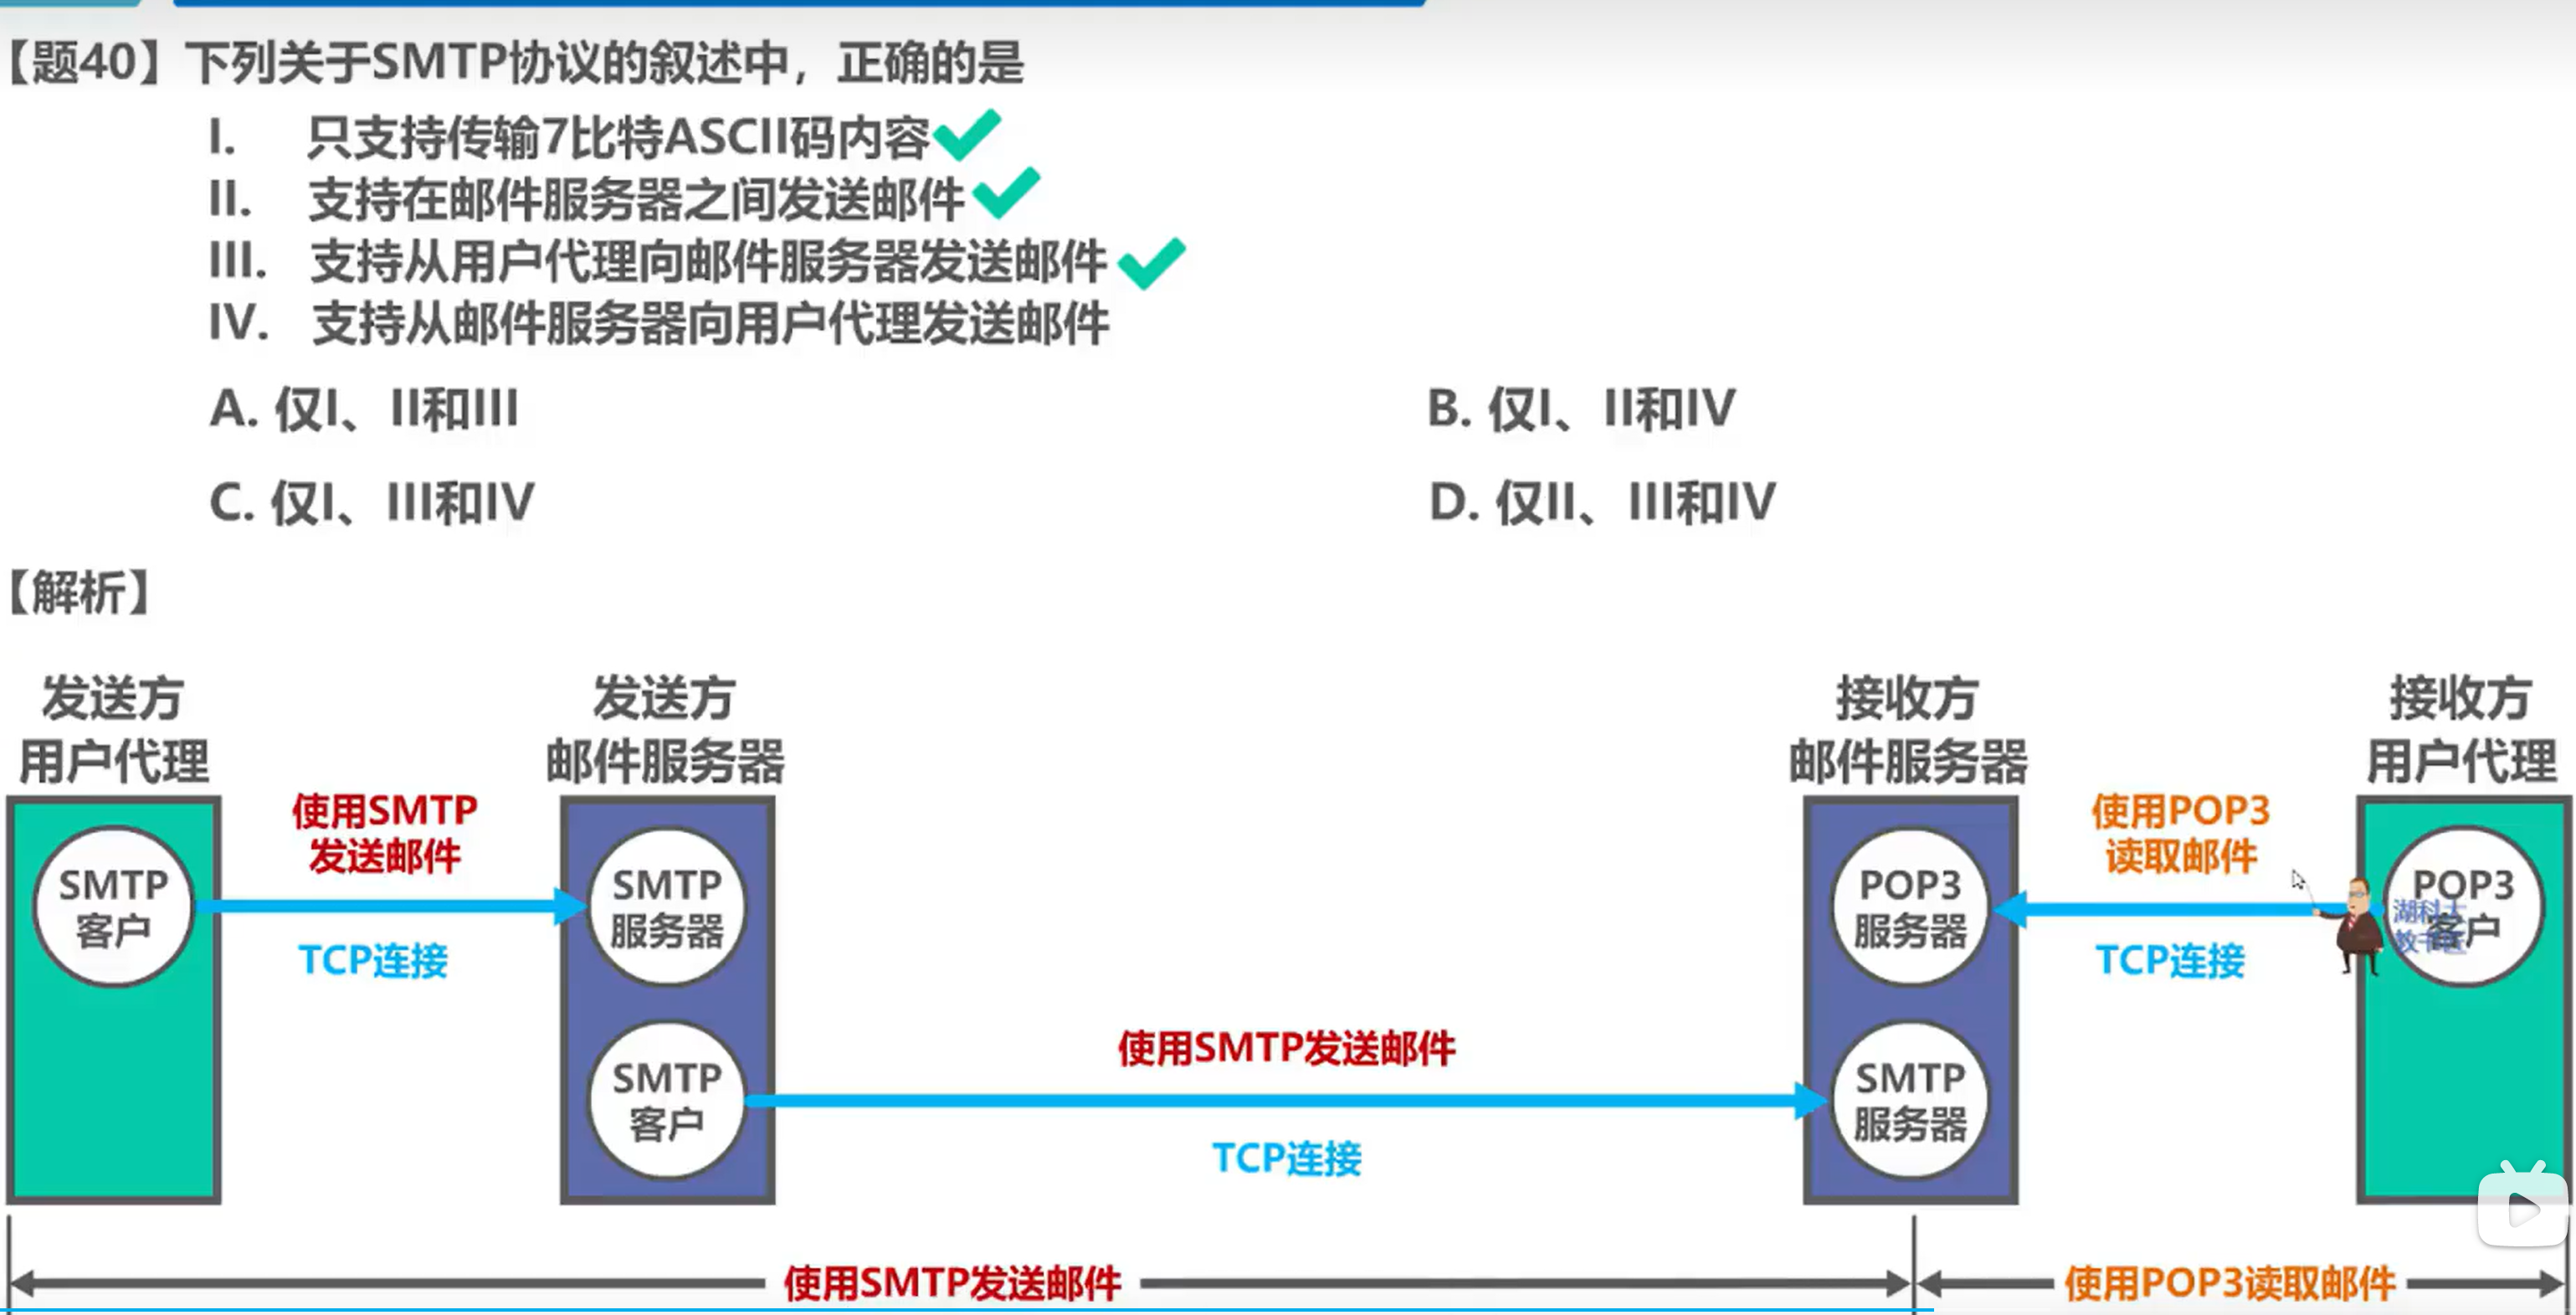 【题40】下列关于SMTP协议的叙述中，正确的是
I. 只支持传输7比特ASCII码内容
II. 支持在邮件服务器之间发送邮件
III. 支持从用户代理向邮件服务器发送邮件
IV. 支持从邮件服务器向用户代理发送邮件
A. 仅I、II和III
B. 仅I、II和IV
C. 仅I、III和IV
D. 仅II、III和IV
【解析】
发送方
用户代理
发送方
邮件服务器
接收方
邮件服务器
接收方
用户代理
使用SMTP
发送邮件
使用POP3
读取邮件
SMTP
客户
SMTP
服务器
POP3
服务器
POP3
客户
湖科大
教书匠
TCP连接
TCP连接
使用SMTP发送邮件
SMTP
客户
SMTP
服务器
TCP连接
使用SMTP发送邮件
使用POP3读取邮件